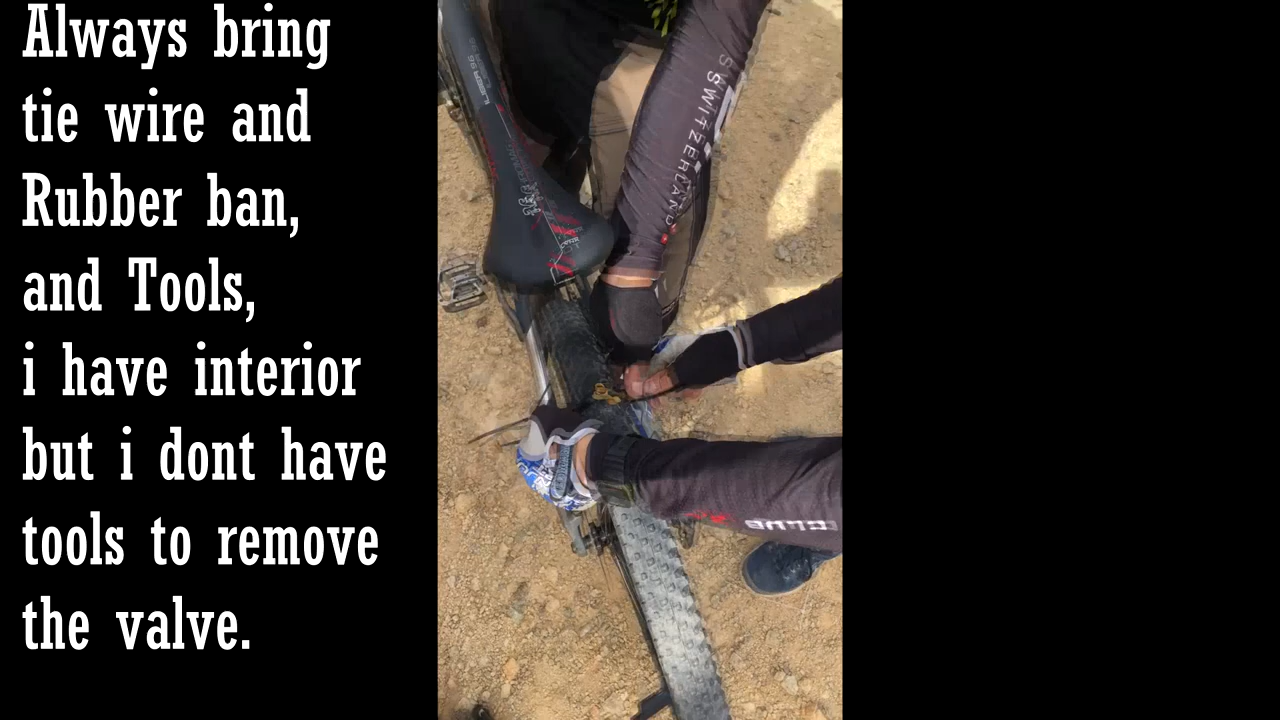 Always bring
tie wire and
Rubber ban,
and Tools,
i have interior
but i dont have
tools to remove
the valve.
SWITZERLAND